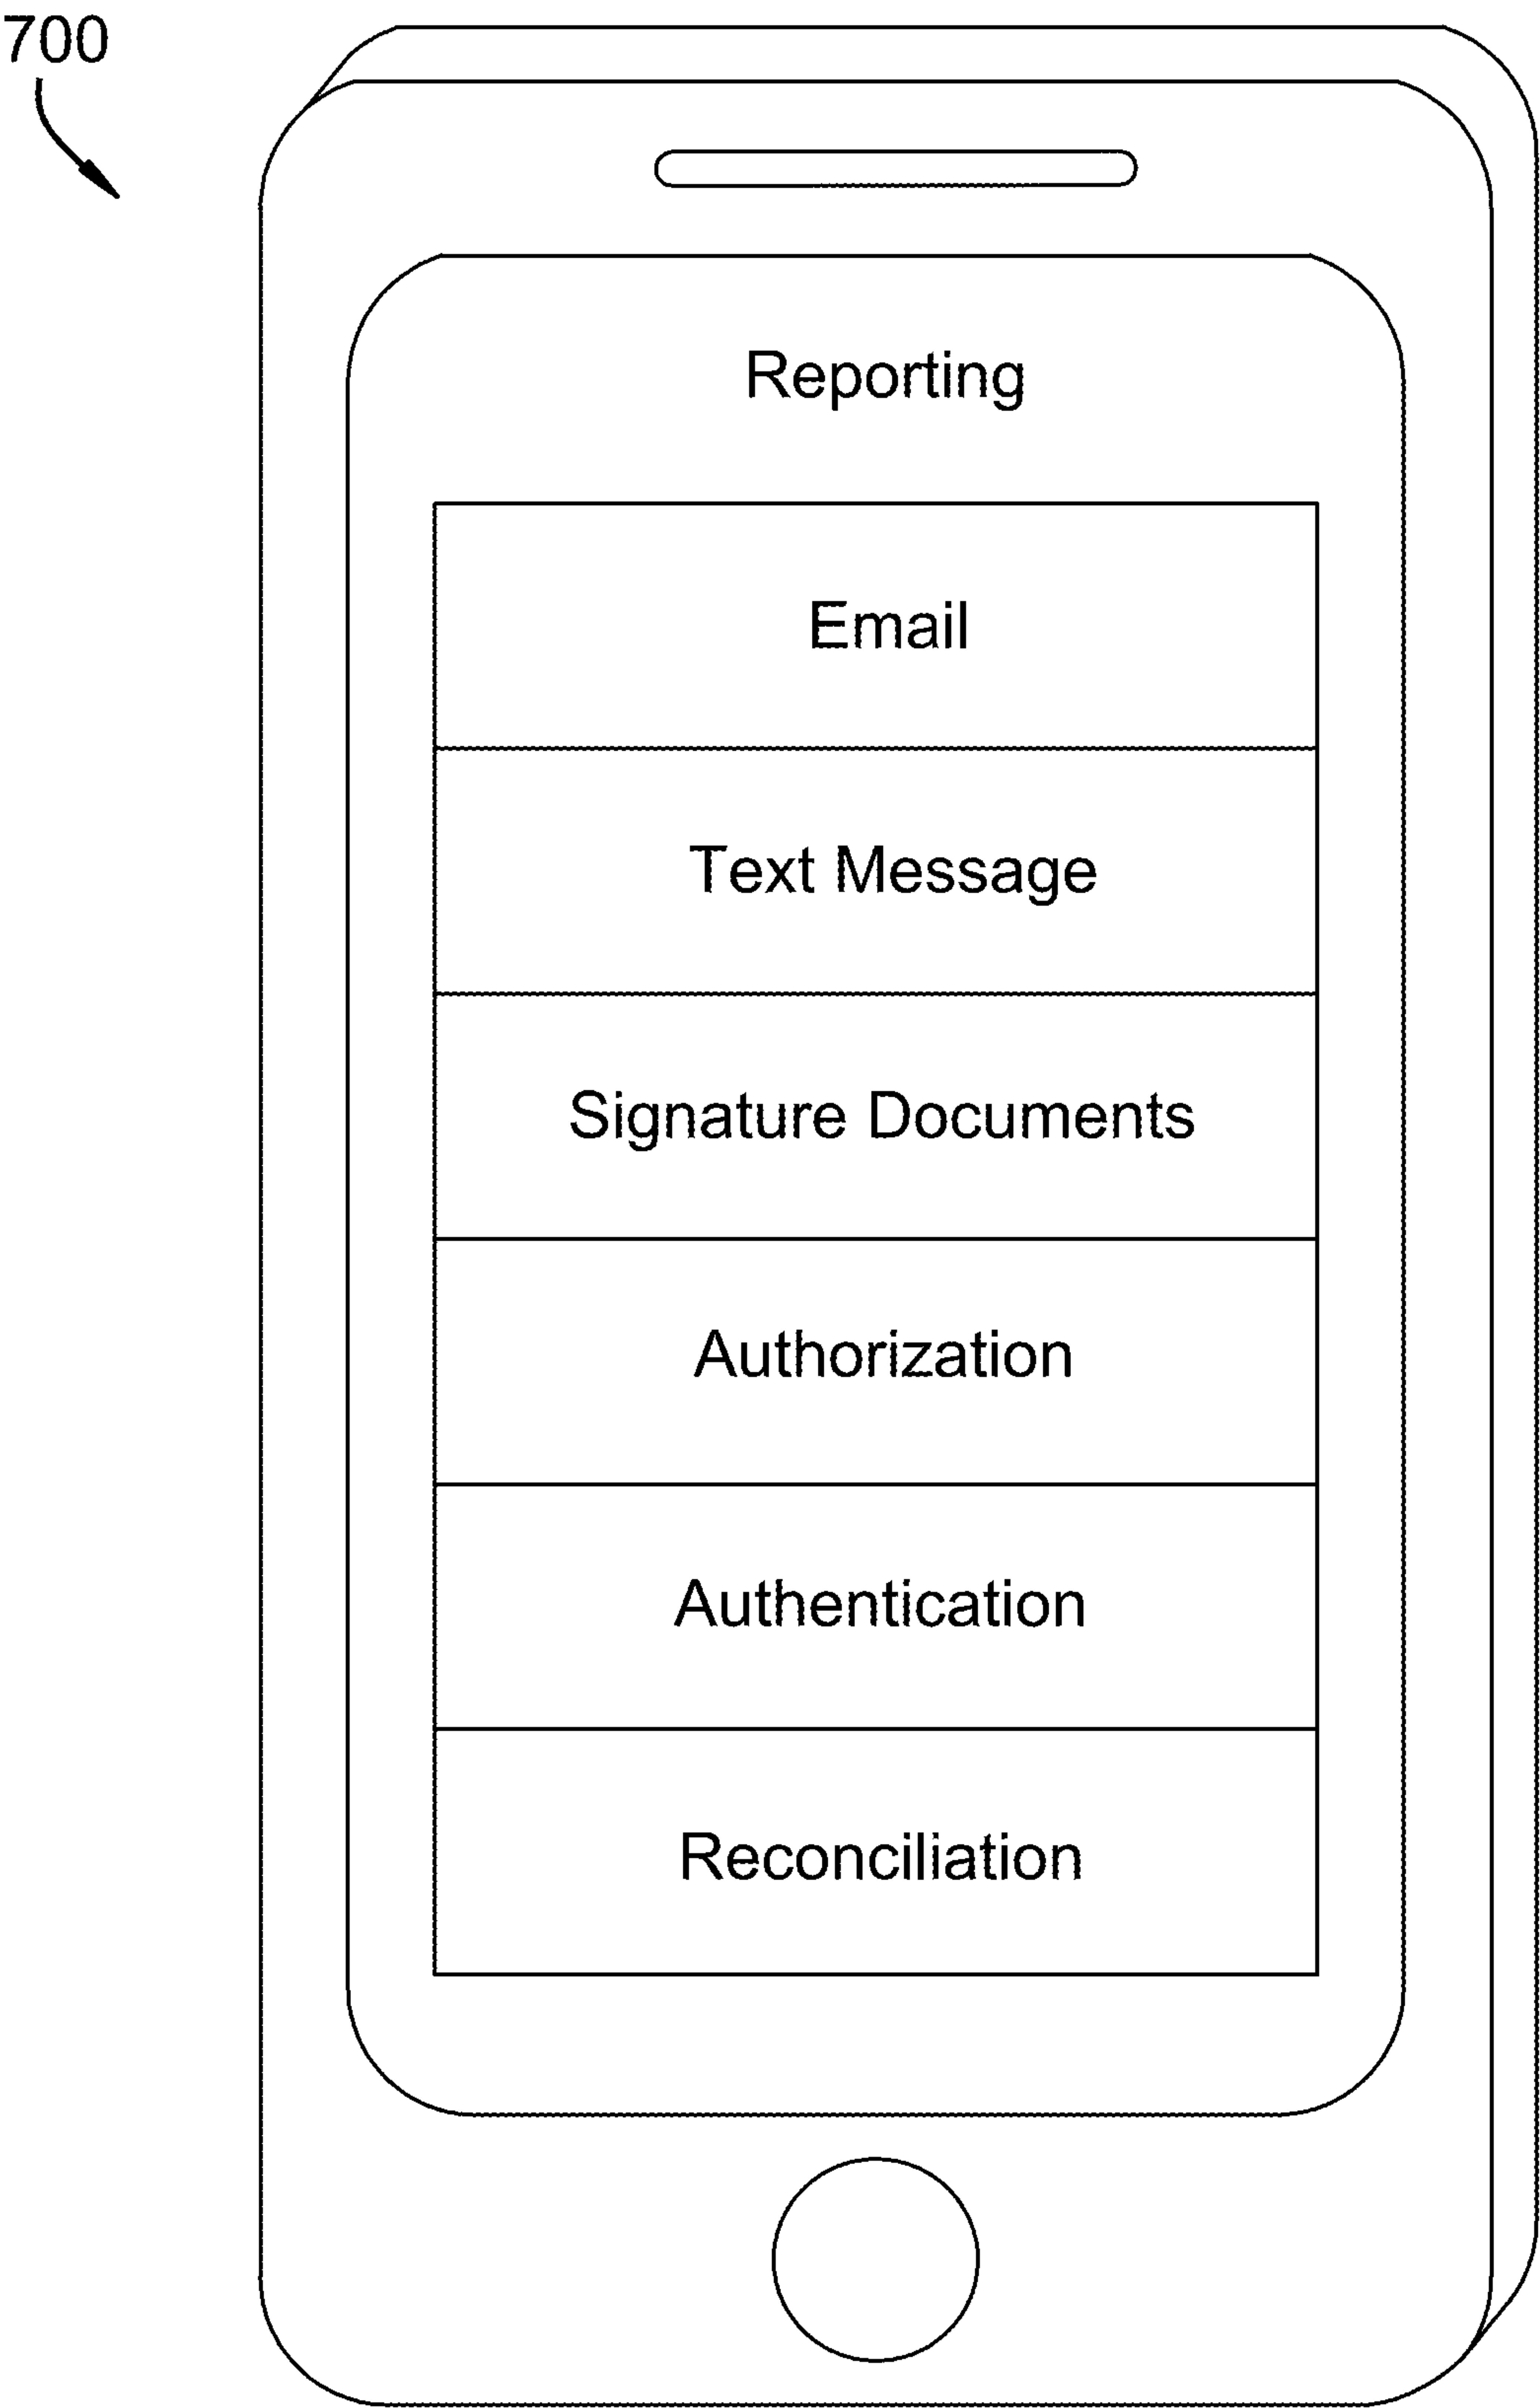 700
Reporting
Email
Text Message
Signature Documents
Authorization
Authentication
Reconciliation